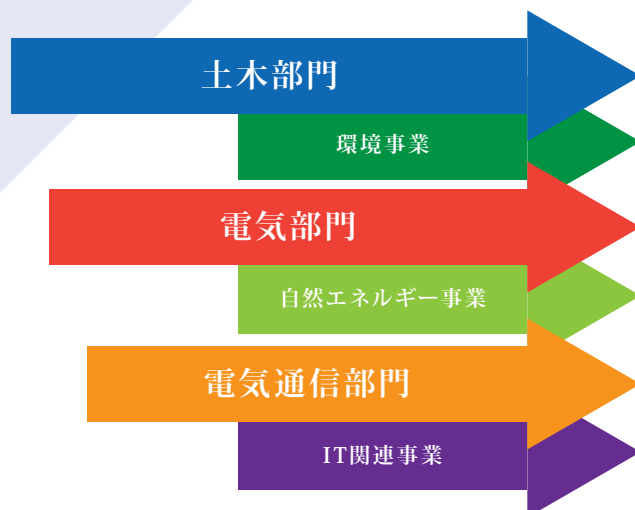 土木部門
環境事業
電気部門
自然エネルギー事業
電気通信部門
IT関連事業